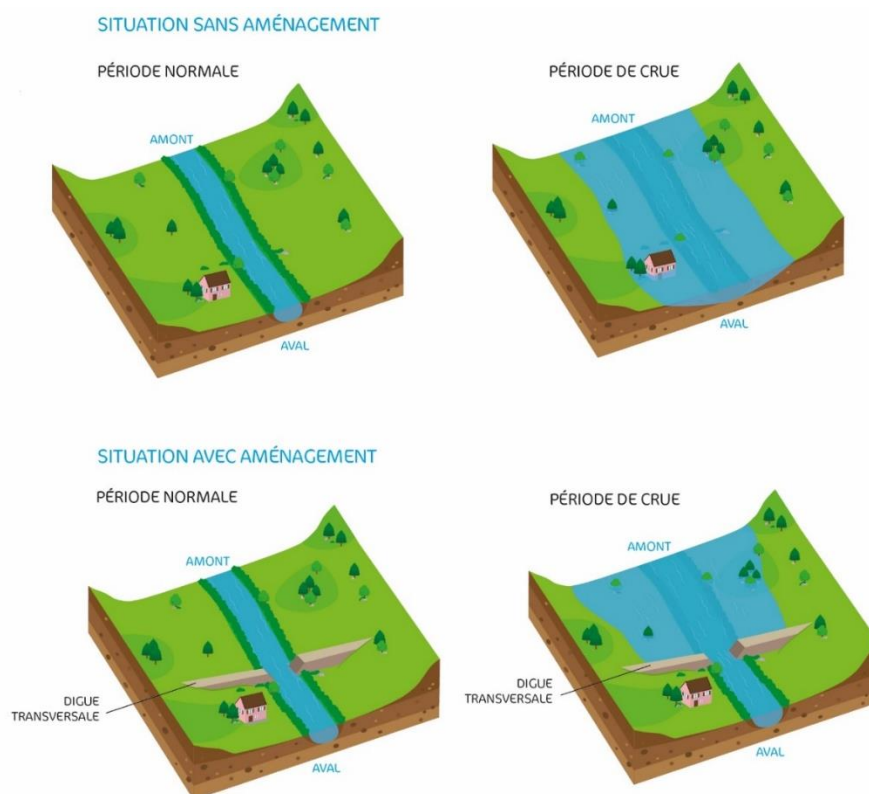 SITUATION SANS AMÉNAGEMENT
PÉRIODE NORMALE
PÉRIODE DE CRUE
AMONT
AMONT
AVAL
AVAL
SITUATION AVEC AMÉNAGEMENT
PÉRIODE NORMALE
PÉRIODE DE CRUE
AMONT
AMONT
DIGUE
TRANSVERSALE
DIGUE
TRANSVERSALE
AVAL
AVAL